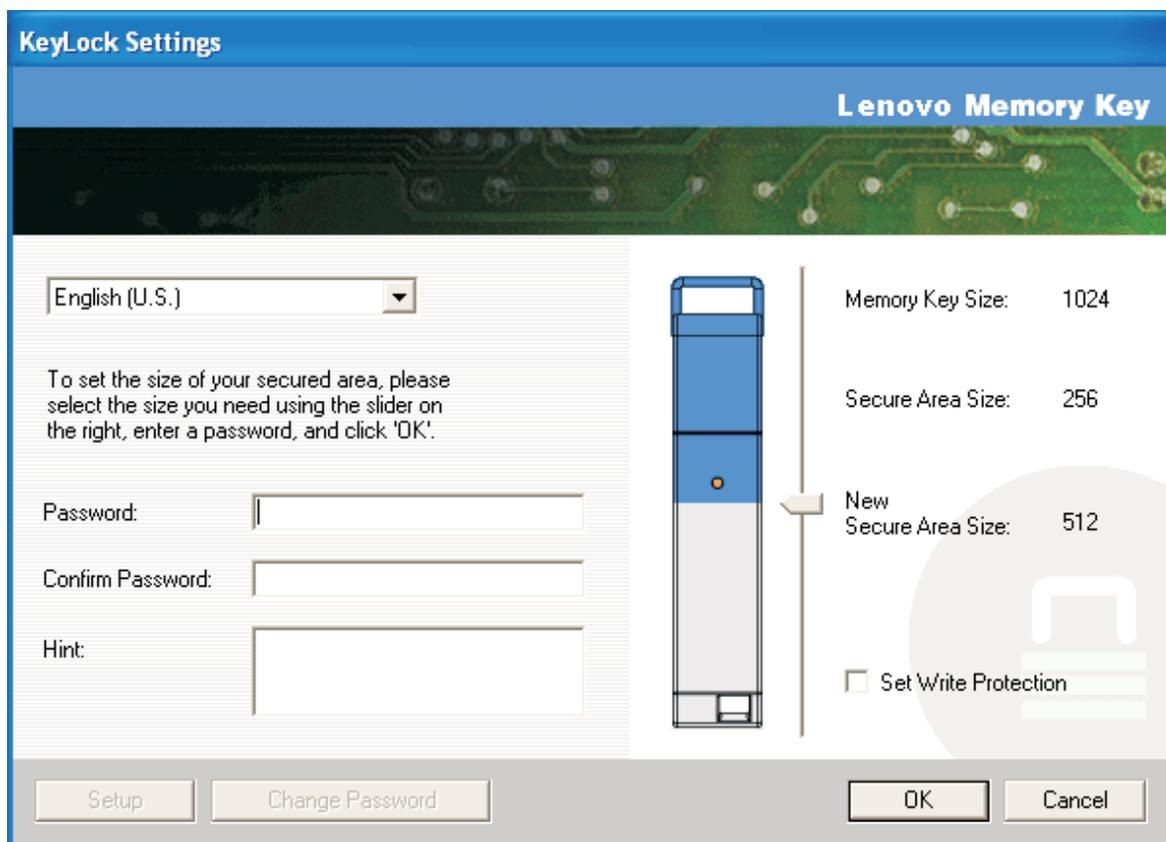 KeyLock Settings
Lenovo Memory Key
English (U.S.)
To set the size of your secured area, please
select the size you need using the slider on
the right, enter a password, and click 'OK'.
Password:
Confirm Password:
Hint:
Memory Key Size: 1024
Secure Area Size: 256
New
Secure Area Size: 512
Set Write Protection
Setup
Change Password
OK
Cancel